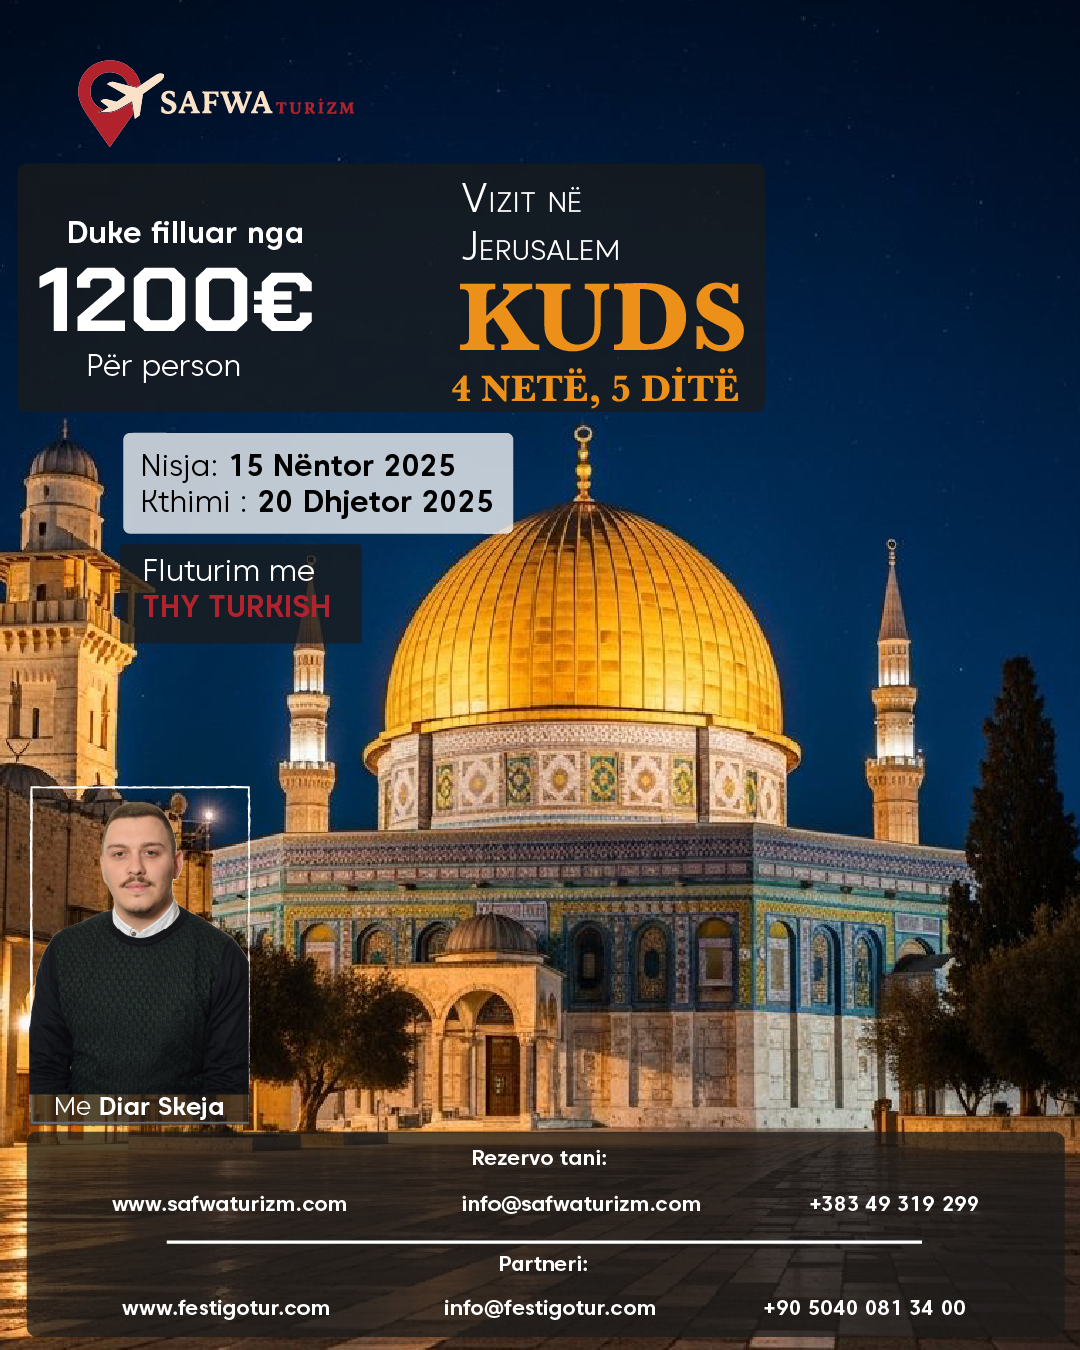 SAFWA TURİZM
Duke filluar nga
1200€
Për person
Vizit në
Jerusalem
KUDS
4 NETË, 5 DİTË
Nisja: 15 Nëntor 2025
Kthimi : 20 Dhjetor 2025
Fluturim me
THY TURKISH
Me Diar Skeja
Rezervo tani:
www.safwaturizm.com info@safwaturizm.com +383 49 319 299
Partneri:
www.festigotur.com info@festigotur.com +90 5040 081 34 00